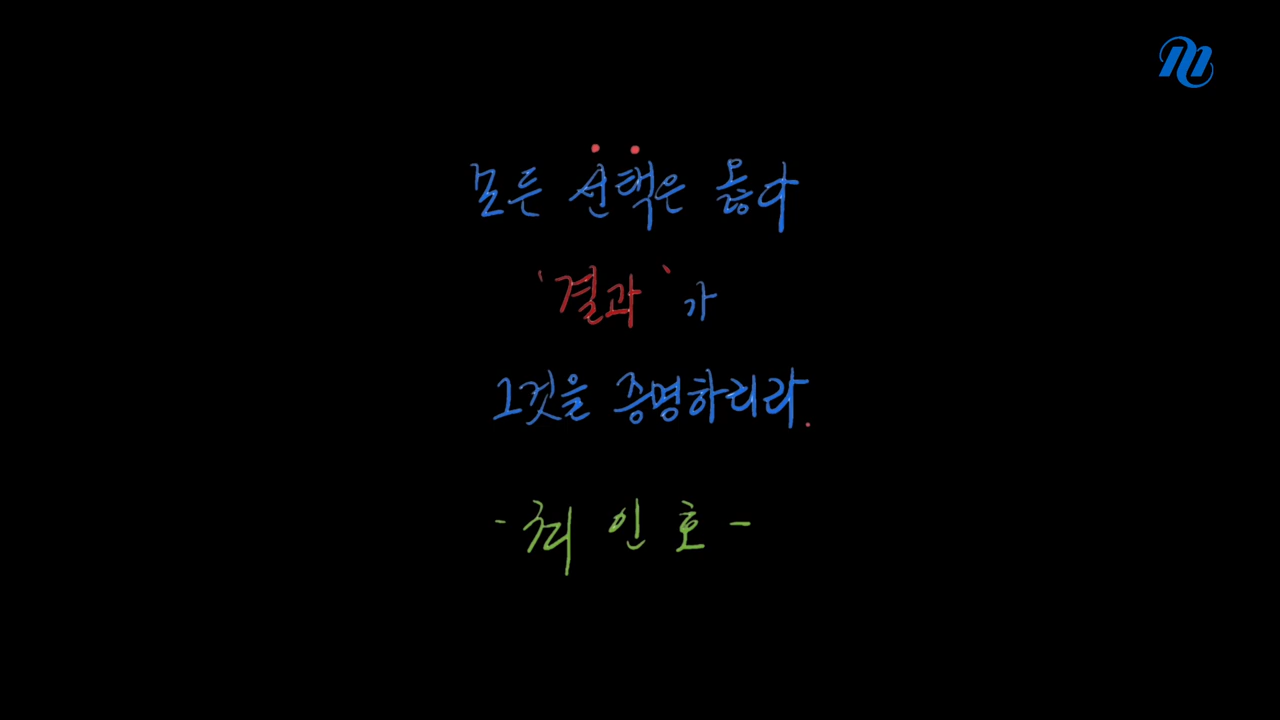 모든 선택은 옳다
'결과'가
그것을 증명하리라.
- 최인호 -